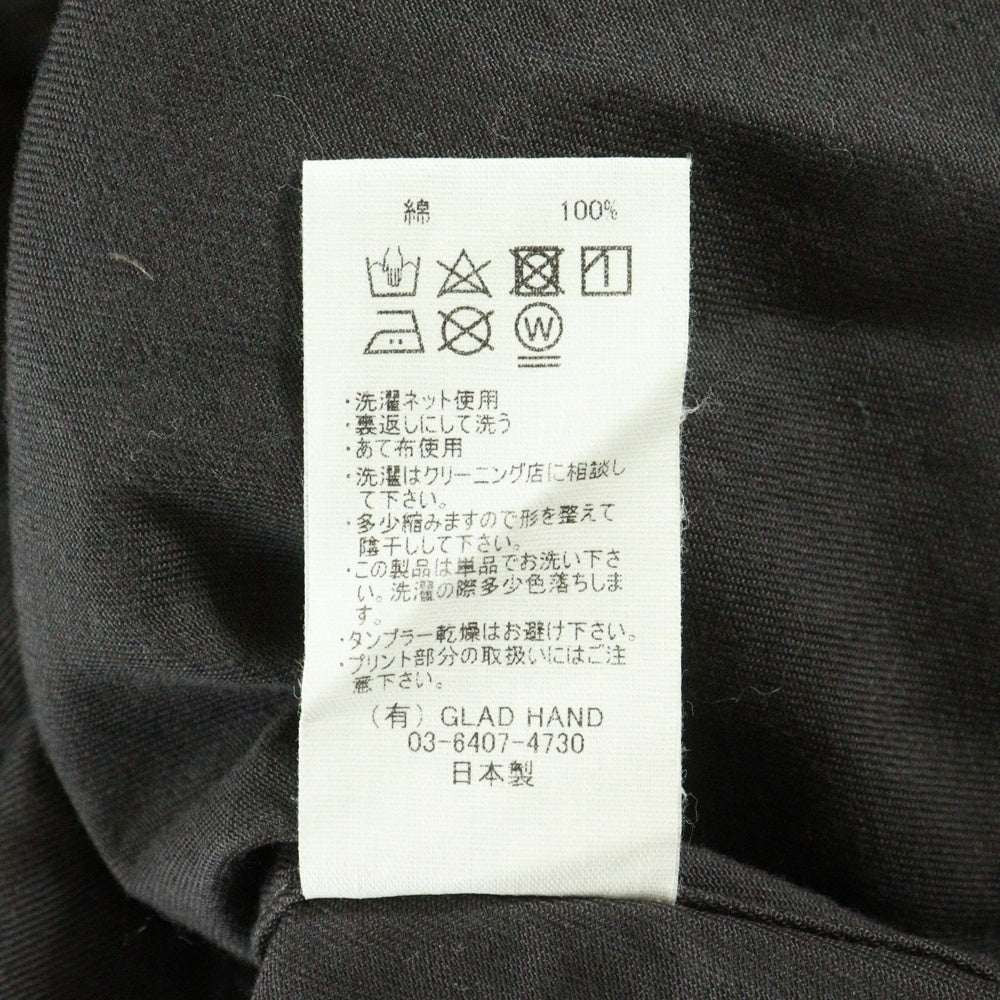 綿 100%
W
・洗濯ネット使用
・裏返しにして洗う
・あて布使用
・洗濯はクリーニング店に相談し
て下さい。
・多少縮みますので形を整えて
陰干しして下さい。
・この製品は単品でお洗い下さ
い。洗濯の際多少色落ちしま
す。
・タンブラー乾燥はお避け下さい。
・プリント部分の取扱いにはご注
意下さい。
(有) GLAD HAND
03-6407-4730
日本製